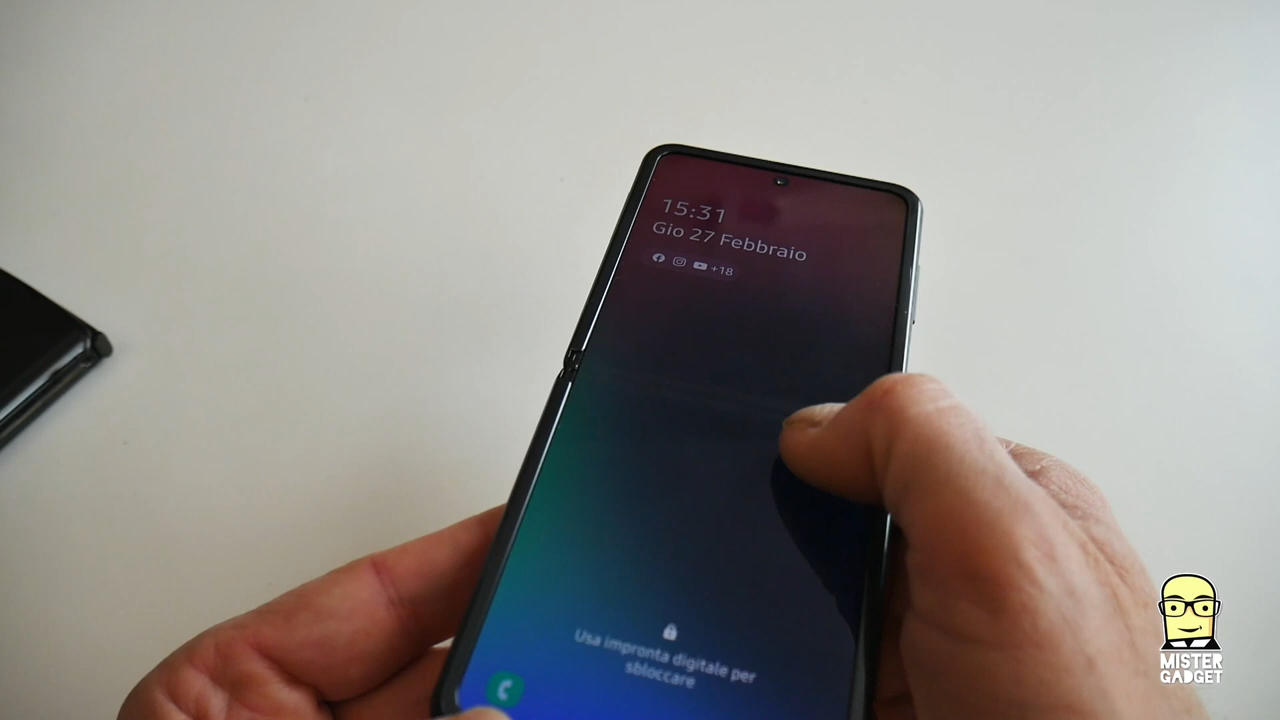 15:31
Gio 27 Febbraio
+18
Usa impronta digitale per
sbloccare
MISTER
GADGET